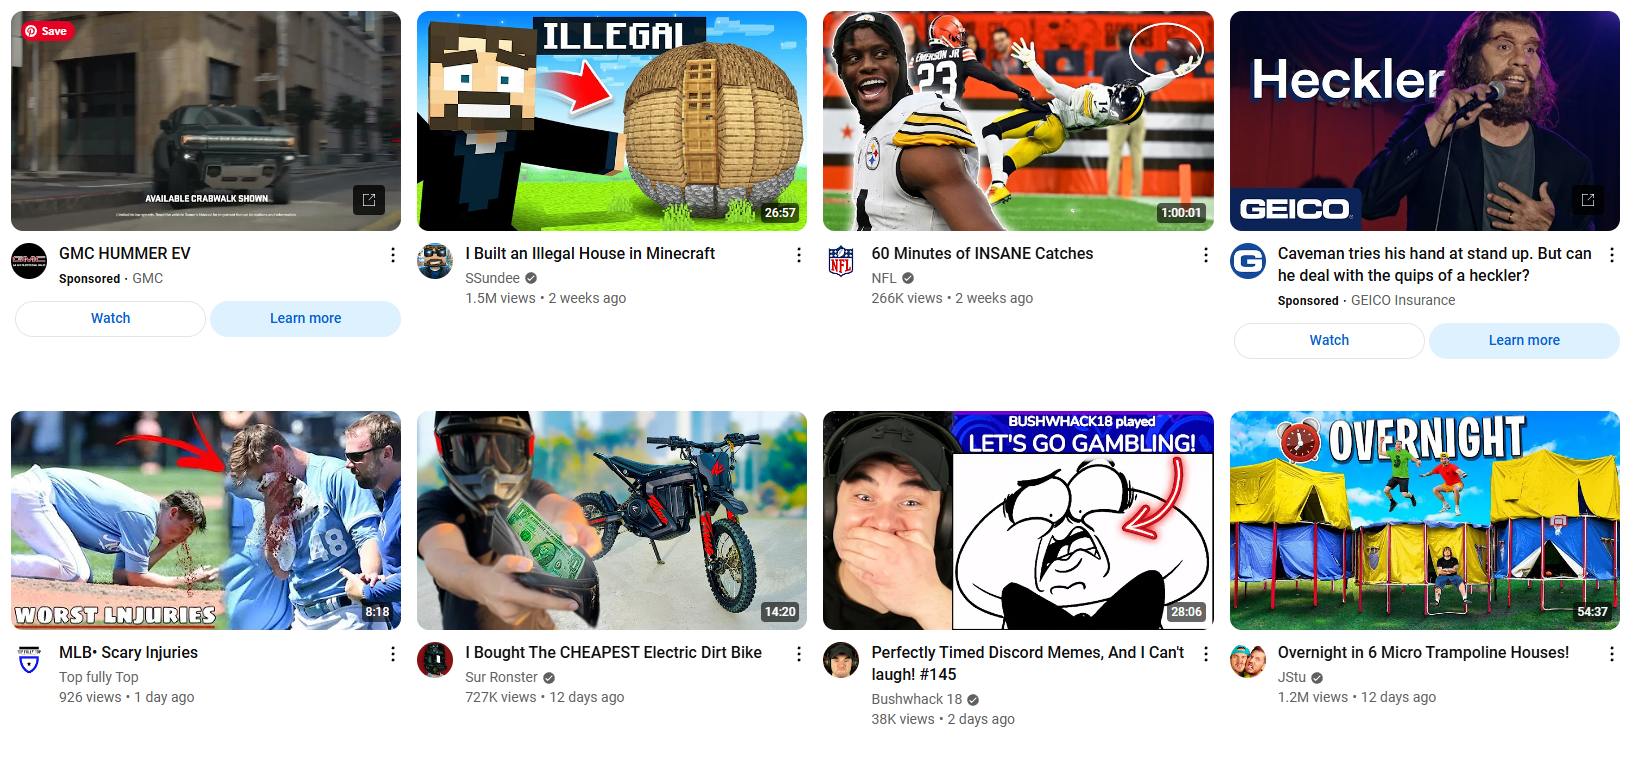 Save
AVAILABLE CRABWALK SHOWN
GMC
GMC HUMMER EV
Sponsored · GMC
Watch
Learn more
ILLEGAL
26:57
I Built an Illegal House in Minecraft
SSundee
1.5M views • 2 weeks ago
EMERSON JR
23
14
1:00:01
NFL
60 Minutes of INSANE Catches
NFL
266K views • 2 weeks ago
Heckler
GEICO
G
Caveman tries his hand at stand up. But can
he deal with the quips of a heckler?
Sponsored · GEICO Insurance
Watch
Learn more
48
WORST LNJURIES
8:18
MLB• Scary Injuries
Top fully Top
926 views • 1 day ago
14:20
I Bought The CHEAPEST Electric Dirt Bike
Sur Ronster
727K views • 12 days ago
BUSHWHACK18 played
LET'S GO GAMBLING!
28:06
Perfectly Timed Discord Memes, And I Can't
laugh! #145
Bushwhack 18
38K views • 2 days ago
OVERNIGHT
54:37
Overnight in 6 Micro Trampoline Houses!
JStu
1.2M views • 12 days ago